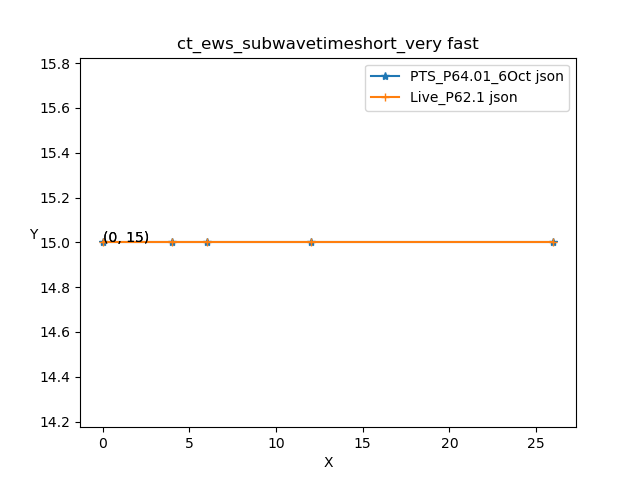 ct_ews_subwavetimeshort_very fast
PTS_P64.01_6Oct json
Live_P62.1 json
15.8
15.6
15.4
15.2
15.0
14.8
14.6
14.4
14.2
Y
(0, 15)
0 5 10 15 20 25
X